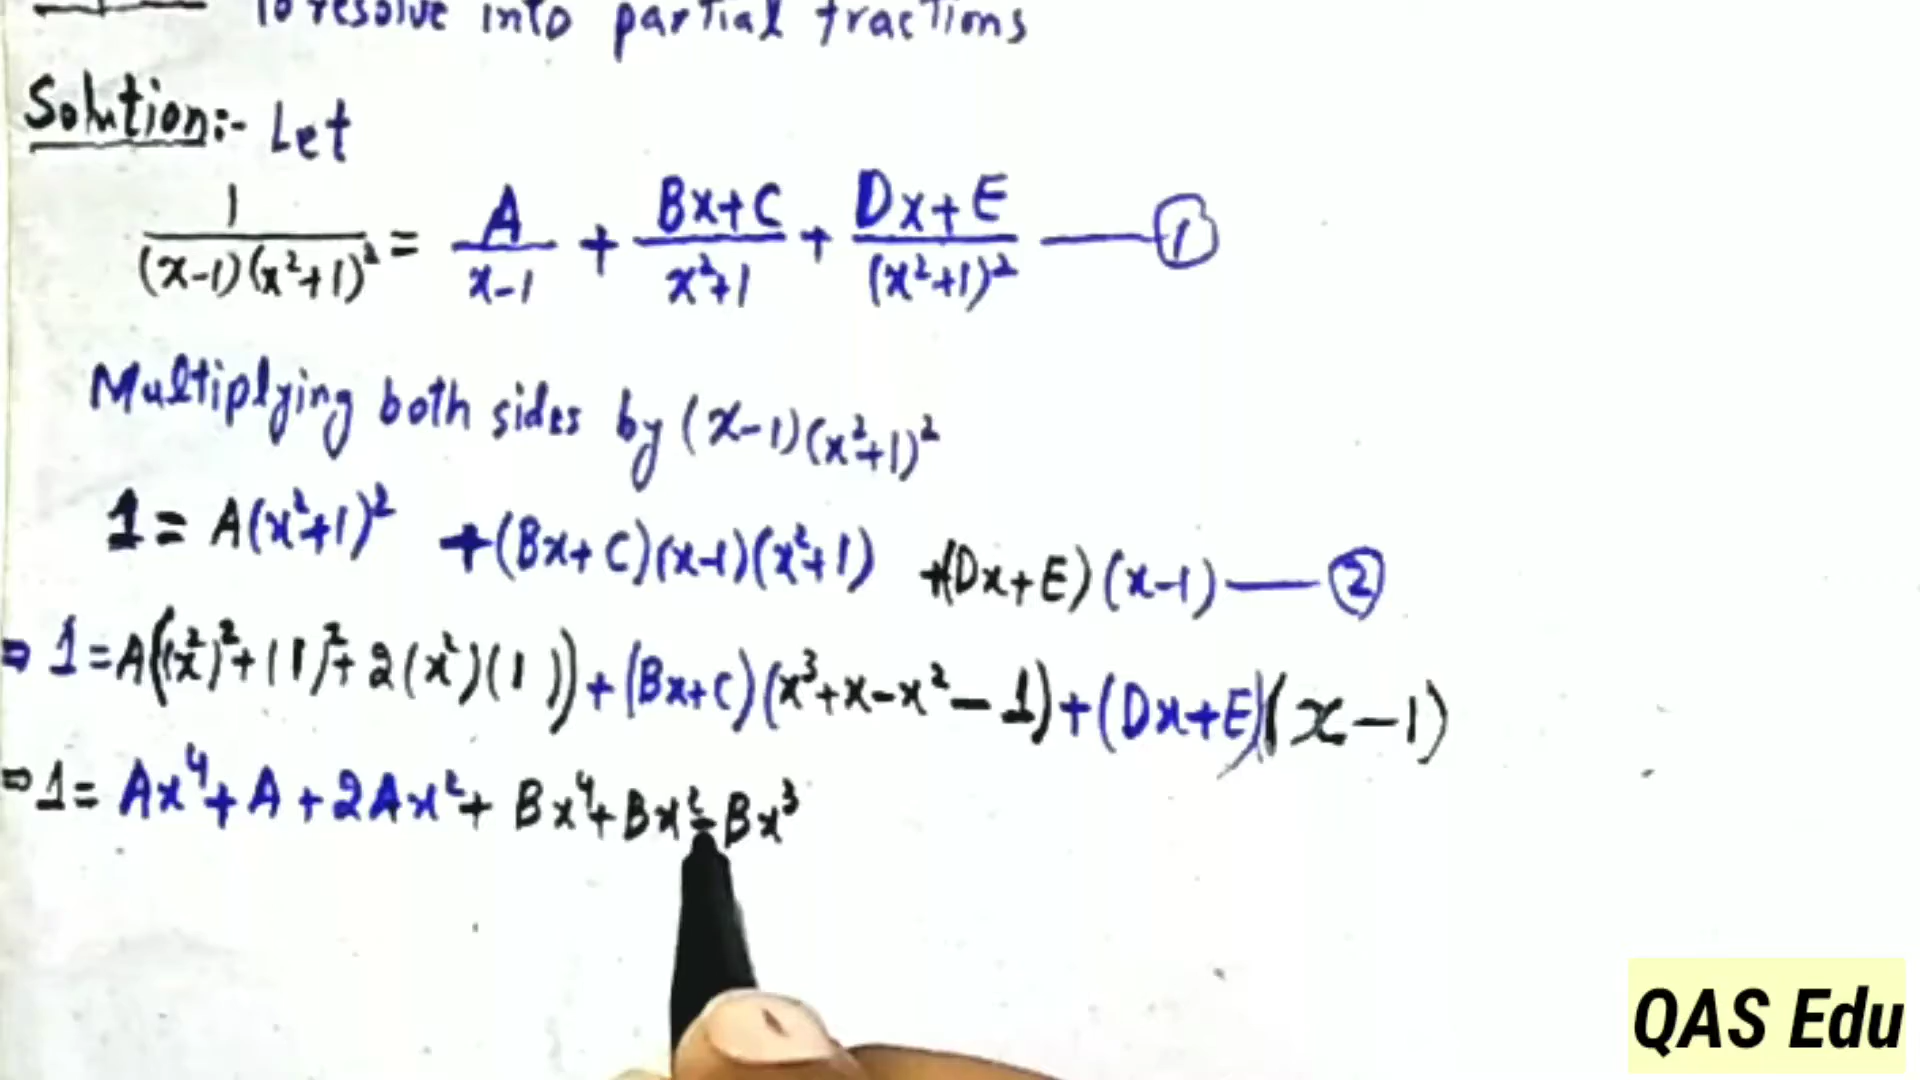 To resolve into partial fractions
Solution:- Let
1/((x-1)(x²+1)²) = A/(x-1) + (Bx+C)/(x²+1) + (Dx+E)/(x²+1)² —— ①
Multiplying both sides by (x-1)(x²+1)²
1 = A(x²+1)² + (Bx+C)(x-1)(x²+1) + (Dx+E)(x-1) —— ②
⇒ 1 = A((x²)²+(1)²+2(x²)(1)) + (Bx+C)(x³+x-x²-1) + (Dx+E)(x-1)
⇒ 1 = Ax⁴+A+2Ax²+Bx⁴+Bx²-Bx³
QAS Edu